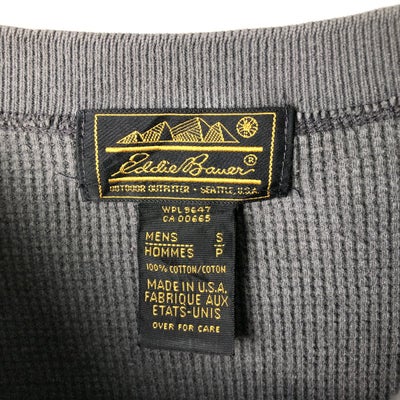 Eddie Bauer ®
OUTDOOR OUTFITTER • SEATTLE, U.S.A.
WPL 9647
CA 00665
MENS S
HOMMES P
100% COTTON/COTON
MADE IN U.S.A.
FABRIQUE AUX
ETATS-UNIS
OVER FOR CARE